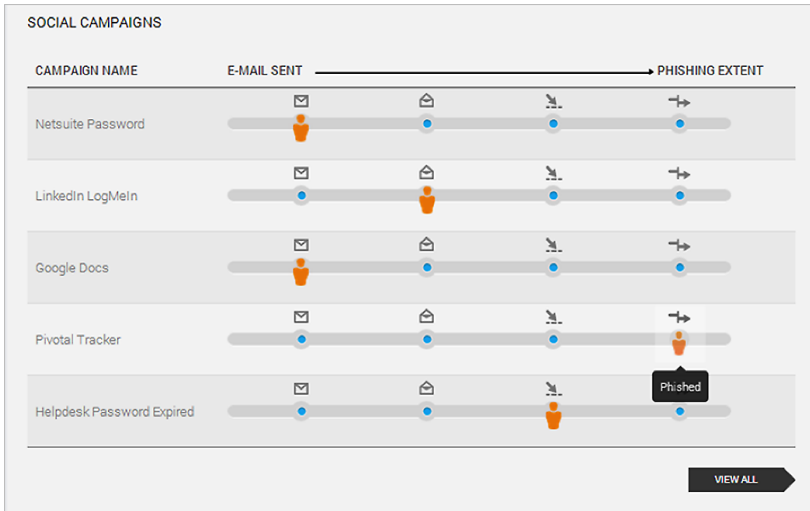 SOCIAL CAMPAIGNS
CAMPAIGN NAME E-MAIL SENT PHISHING EXTENT
Netsuite Password
LinkedIn LogMeIn
Google Docs
Pivotal Tracker
Phished
Helpdesk Password Expired
VIEW ALL